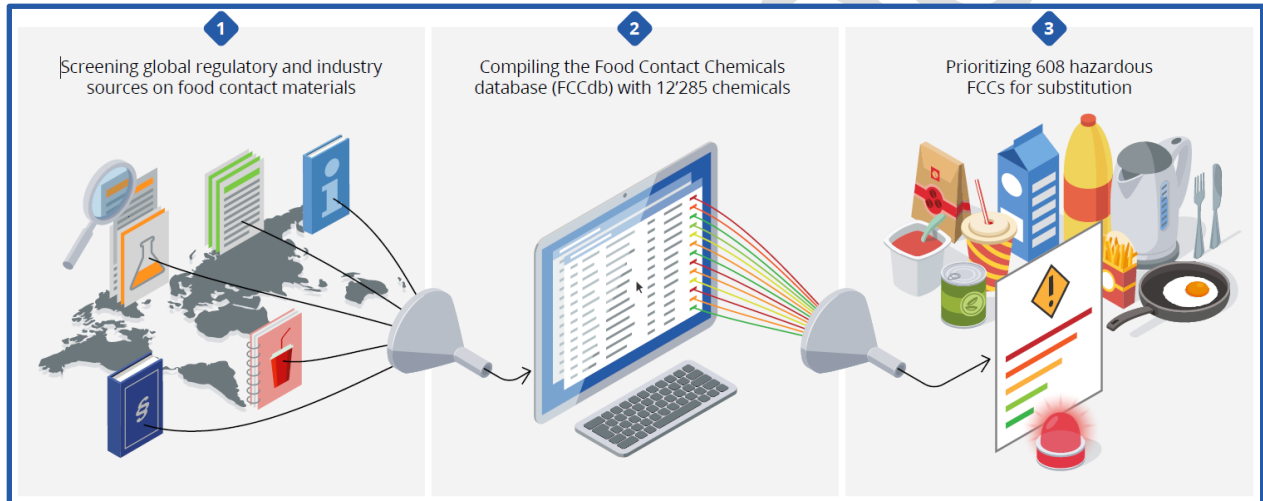 1
Screening global regulatory and industry
sources on food contact materials
2
Compiling the Food Contact Chemicals
database (FCCdb) with 12'285 chemicals
3
Prioritizing 608 hazardous
FCCs for substitution
i
§
!